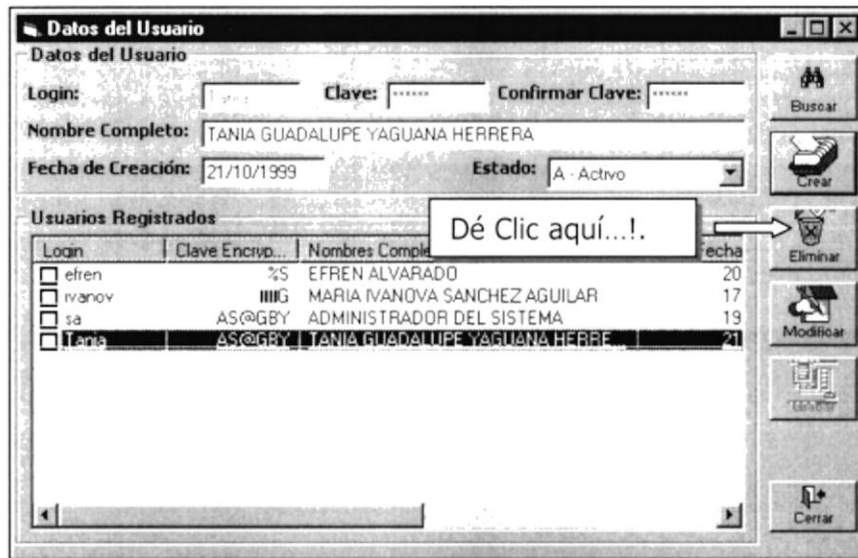 Datos del Usuario
Datos del Usuario
Login: Tania Clave: ****** Confirmar Clave: ******
Nombre Completo: TANIA GUADALUPE YAGUANA HERRERA
Fecha de Creación: 21/10/1999 Estado: A - Activo
Buscar
Crear
Eliminar
Modificar
Grabar
Cerrar
Dé Clic aquí...!.
Usuarios Registrados
Login Clave Encryp... Nombres Comple echa
efren %S EFREN ALVARADO 20
ivanov G MARIA IVANOVA SANCHEZ AGUILAR 17
sa AS@GBY ADMINISTRADOR DEL SISTEMA 19
Tania AS@GBY TANIA GUADALUPE YAGUANA HERRE... 21